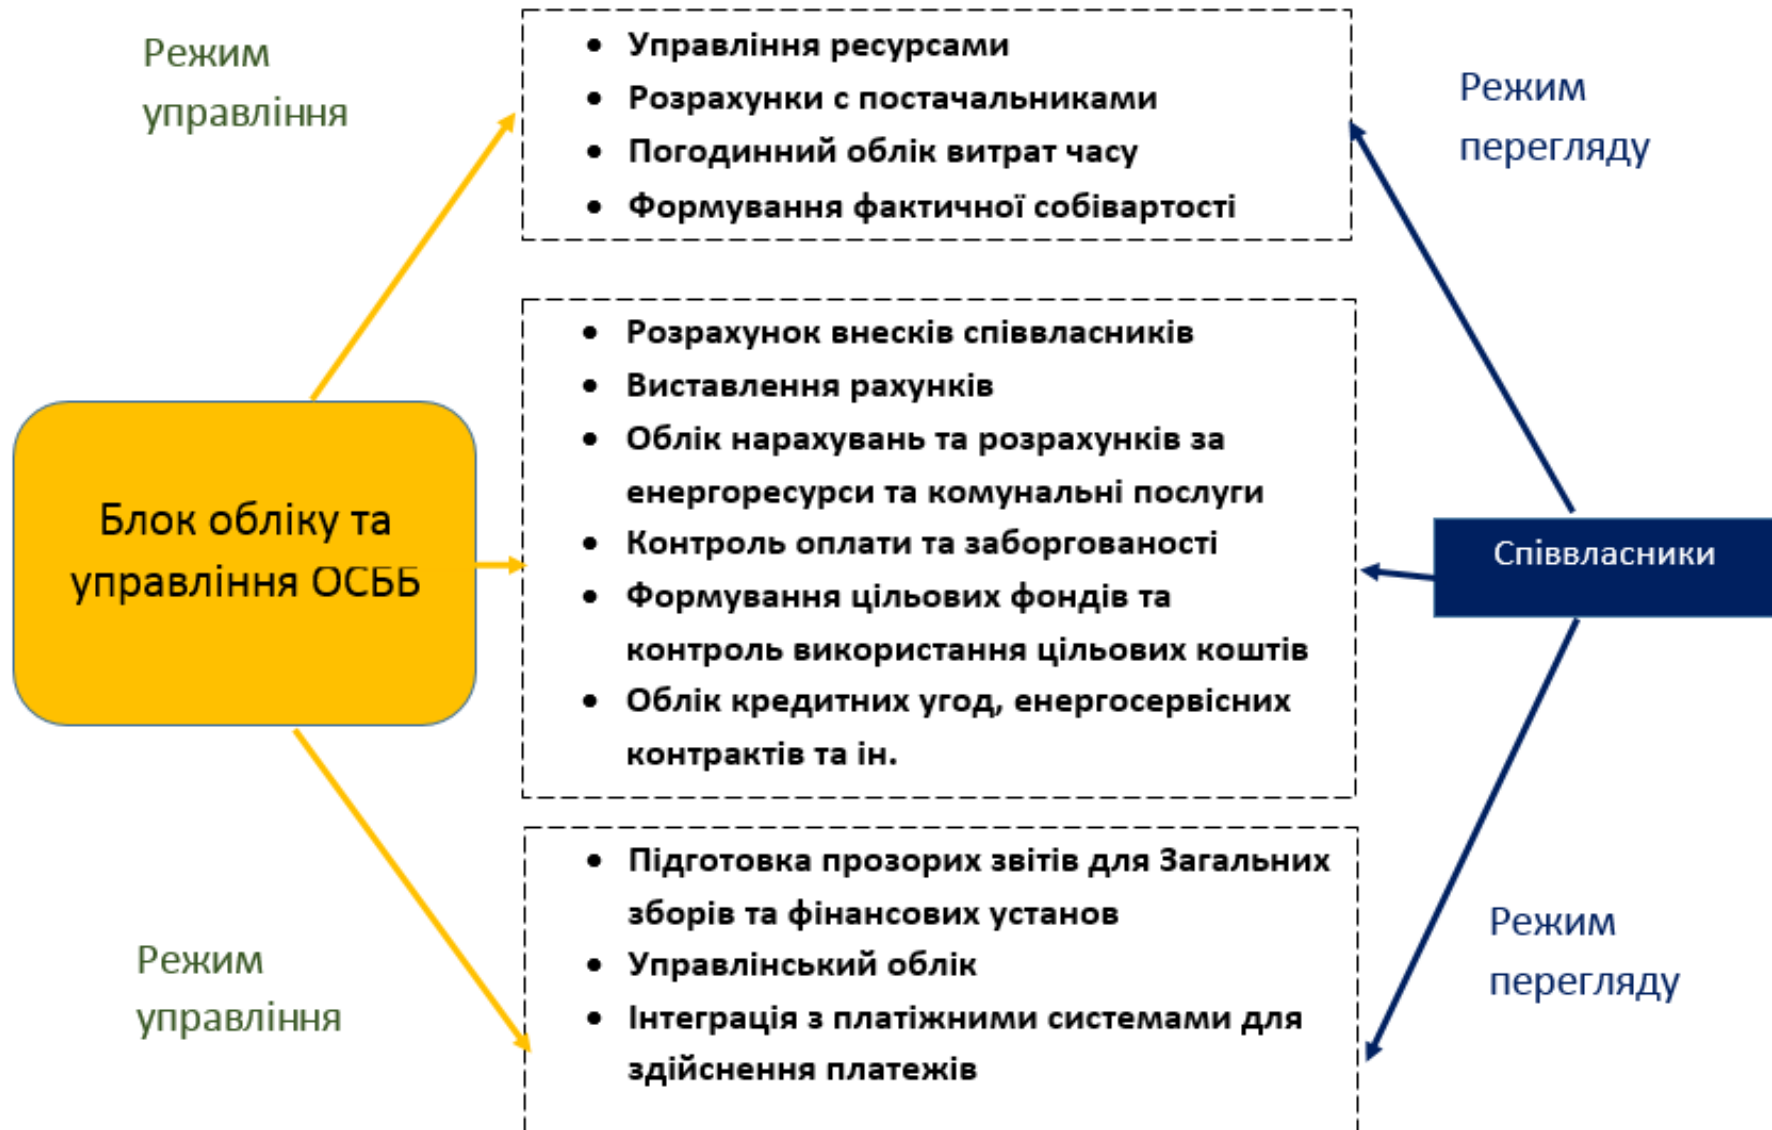 Режим
управління
• Управління ресурсами
• Розрахунки с постачальниками
• Погодинний облік витрат часу
• Формування фактичної собівартості
Режим
перегляду
Блок обліку та
управління ОСББ
• Розрахунок внесків співвласників
• Виставлення рахунків
• Облік нарахувань та розрахунків за
енергоресурси та комунальні послуги
• Контроль оплати та заборгованості
• Формування цільових фондів та
контроль використання цільових коштів
• Облік кредитних угод, енергосервісних
контрактів та ін.
Співвласники
Режим
управління
• Підготовка прозорих звітів для Загальних
зборів та фінансових установ
• Управлінський облік
• Інтеграція з платіжними системами для
здійснення платежів
Режим
перегляду